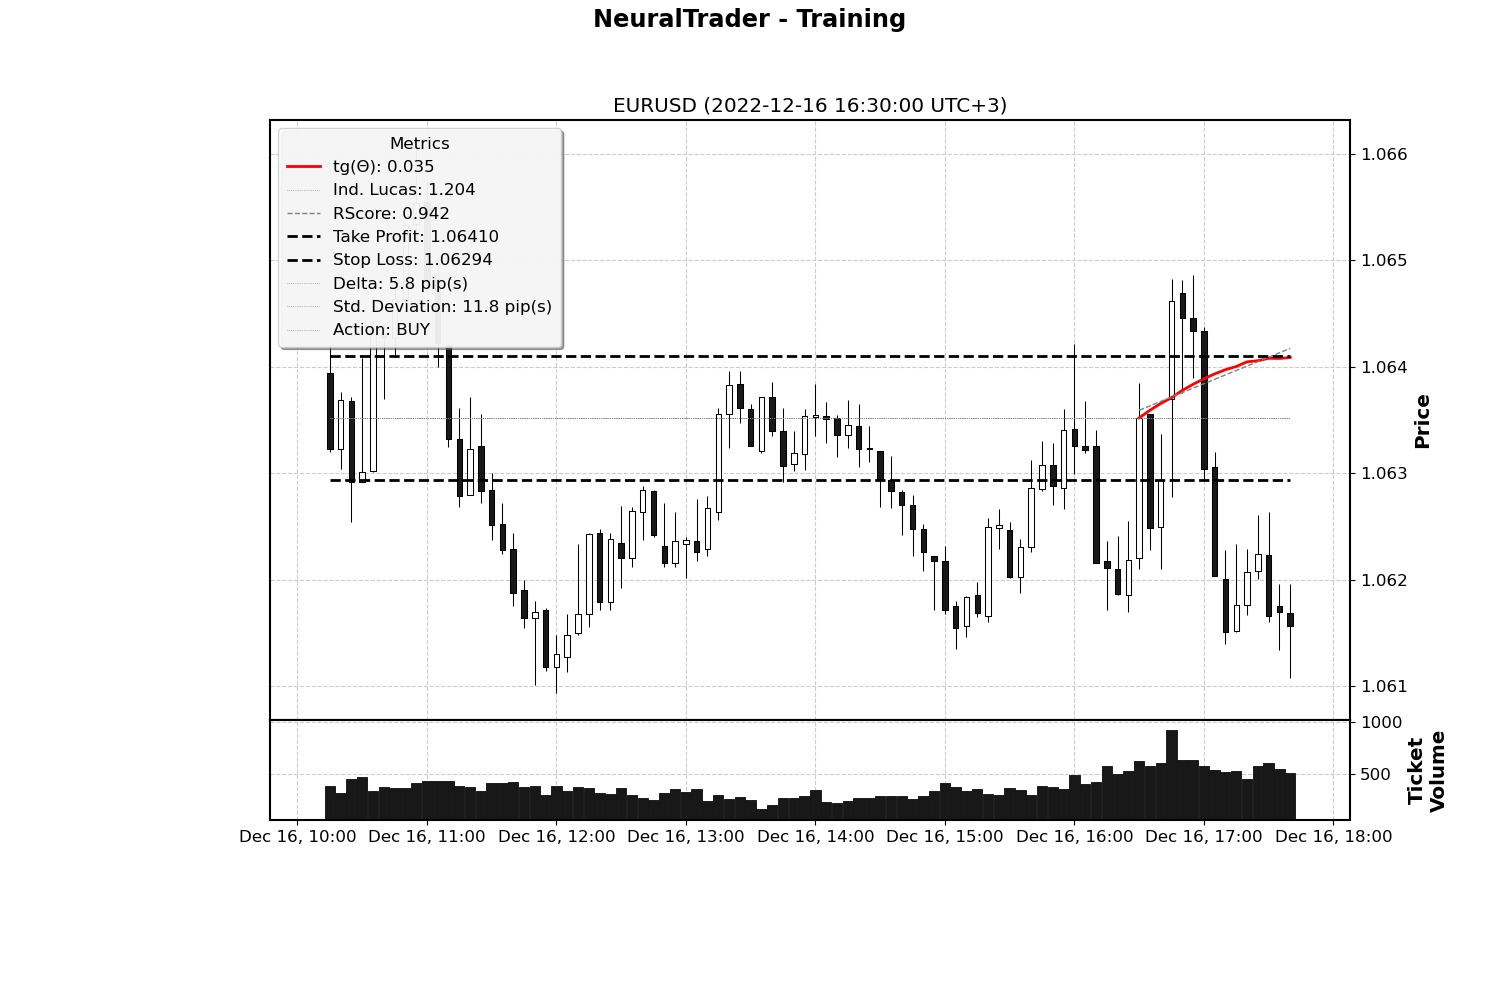 NeuralTrader - Training
EURUSD (2022-12-16 16:30:00 UTC+3)
Metrics
tg(Θ): 0.035
Ind. Lucas: 1.204
RScore: 0.942
Take Profit: 1.06410
Stop Loss: 1.06294
Delta: 5.8 pip(s)
Std. Deviation: 11.8 pip(s)
Action: BUY
1.066
1.065
1.064
1.063
1.062
1.061
Price
1000
500
Ticket
Volume
Dec 16, 10:00
Dec 16, 11:00
Dec 16, 12:00
Dec 16, 13:00
Dec 16, 14:00
Dec 16, 15:00
Dec 16, 16:00
Dec 16, 17:00
Dec 16, 18:00